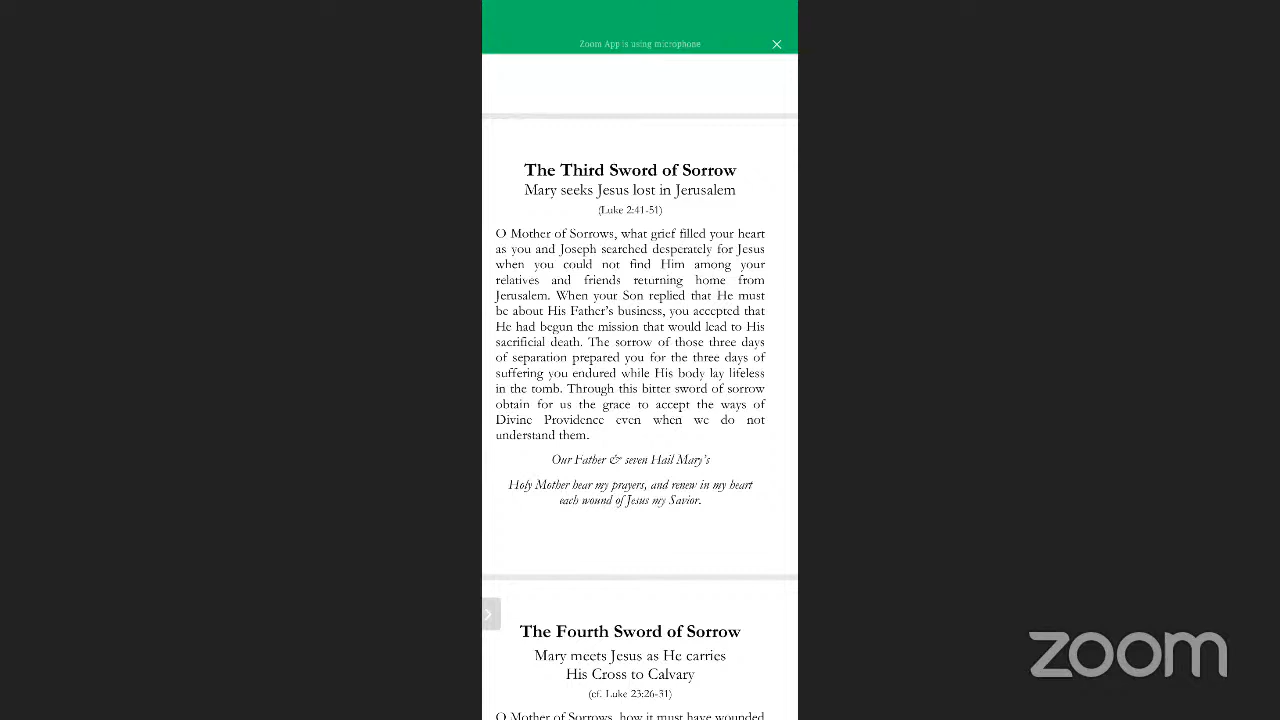 Zoom App is using microphone
The Third Sword of Sorrow
Mary seeks Jesus lost in Jerusalem
(Luke 2:41-51)
O Mother of Sorrows, what grief filled your heart
as you and Joseph searched desperately for Jesus
when you could not find Him among your
relatives and friends returning home from
Jerusalem. When your Son replied that He must
be about His Father's business, you accepted that
He had begun the mission that would lead to His
sacrificial death. The sorrow of those three days
of separation prepared you for the three days of
suffering you endured while His body lay lifeless
in the tomb. Through this bitter sword of sorrow
obtain for us the grace to accept the ways of
Divine Providence even when we do not
understand them.
Our Father & seven Hail Mary's
Holy Mother hear my prayers, and renew in my heart
each wound of Jesus my Savior.
The Fourth Sword of Sorrow
Mary meets Jesus as He carries
His Cross to Calvary
(cf. Luke 23:26-31)
O Mother of Sorrows, how it must have wounded
zoom